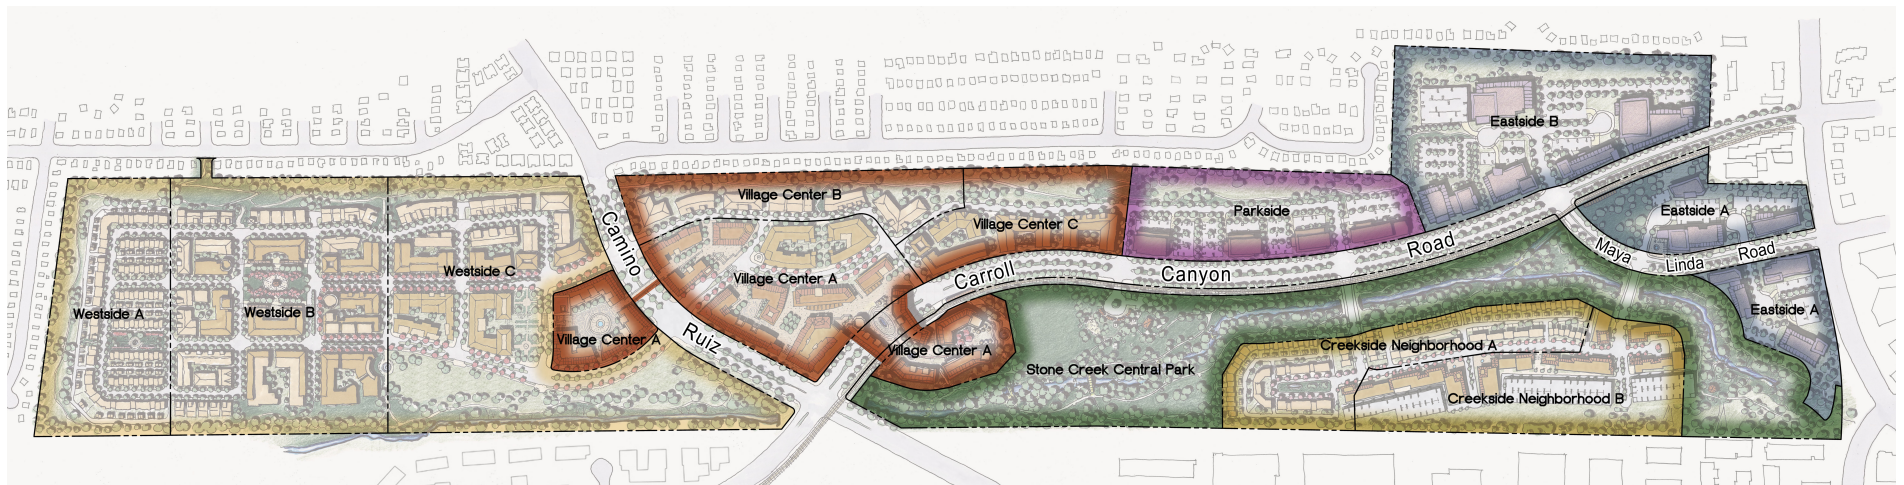 Eastside B
Village Center B
Parkside
Eastside A
Village Center C
Camino
Road
Maya
Linda
Road
Westside C
Village Center A
Carroll
Canyon
Westside A
Westside B
Eastside A
Village Center A
Ruiz
Village Center A
Creekside Neighborhood A
Stone Creek Central Park
Creekside Neighborhood B